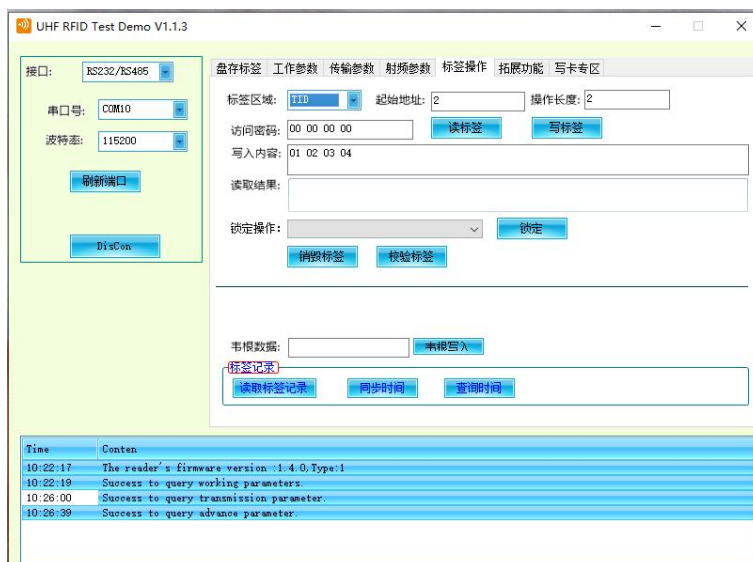 UHF RFID Test Demo V1.1.3
接口: RS232/RS485
串口号: COM10
波特率: 115200
刷新端口
DisCon
盘存标签 工作参数 传输参数 射频参数 标签操作 拓展功能 写卡专区
标签区域: TID 起始地址: 2 操作长度: 2
访问密码: 00 00 00 00 读标签 写标签
写入内容: 01 02 03 04
读取结果:
锁定操作: 锁定
销毁标签 校验标签
韦根数据: 韦根写入
标签记录
读取标签记录 同步时间 查询时间
Time Conten
10:22:17 The reader's firmware version :1.4.0,Type:1
10:22:19 Success to query working parameters.
10:26:00 Success to query transmission parameter.
10:26:39 Success to query advance parameter.